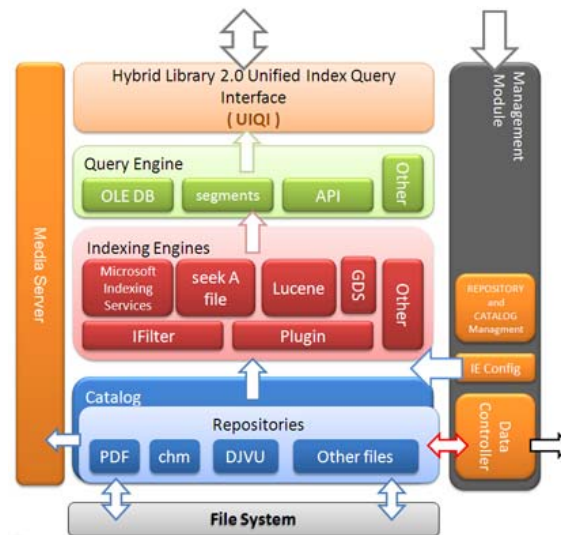 Hybrid Library 2.0 Unified Index Query
Interface
( UIQI )
Query Engine
OLE DB
segments
API
Other
Indexing Engines
Microsoft
Indexing
Services
seek A
file
Lucene
GDS
Other
IFilter
Plugin
Catalog
Repositories
PDF
chm
DJVU
Other files
File System
Media Server
Management
Module
REPOSITORY
and
CATALOG
Managment
IE Config
Data
Controller